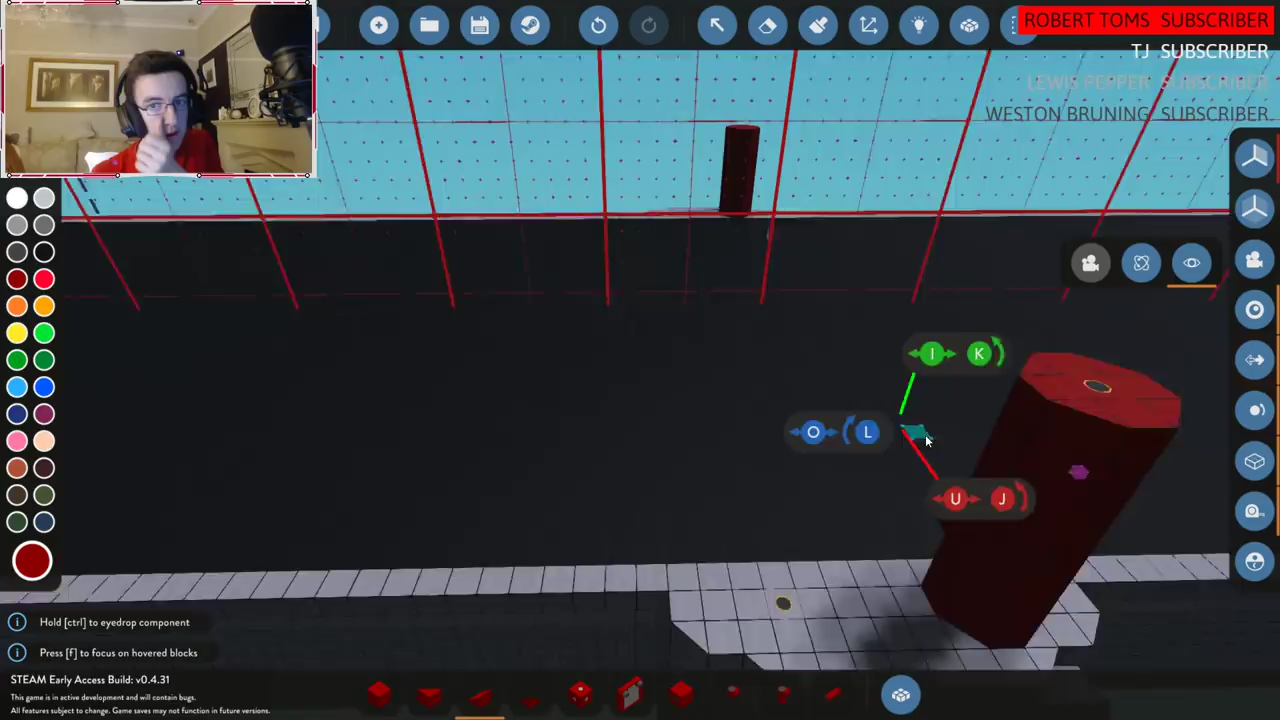 ROBERT TOMS SUBSCRIBER
TJ SUBSCRIBER
LEWIS PEPPER SUBSCRIBER
WESTON BRUNING SUBSCRIBER
I K
O L
U J
Hold [ctrl] to eyedrop component
Press [f] to focus on hovered blocks
STEAM Early Access Build: v0.4.31
This game is in active development and will contain bugs.
All features subject to change. Game saves may not function in future versions.